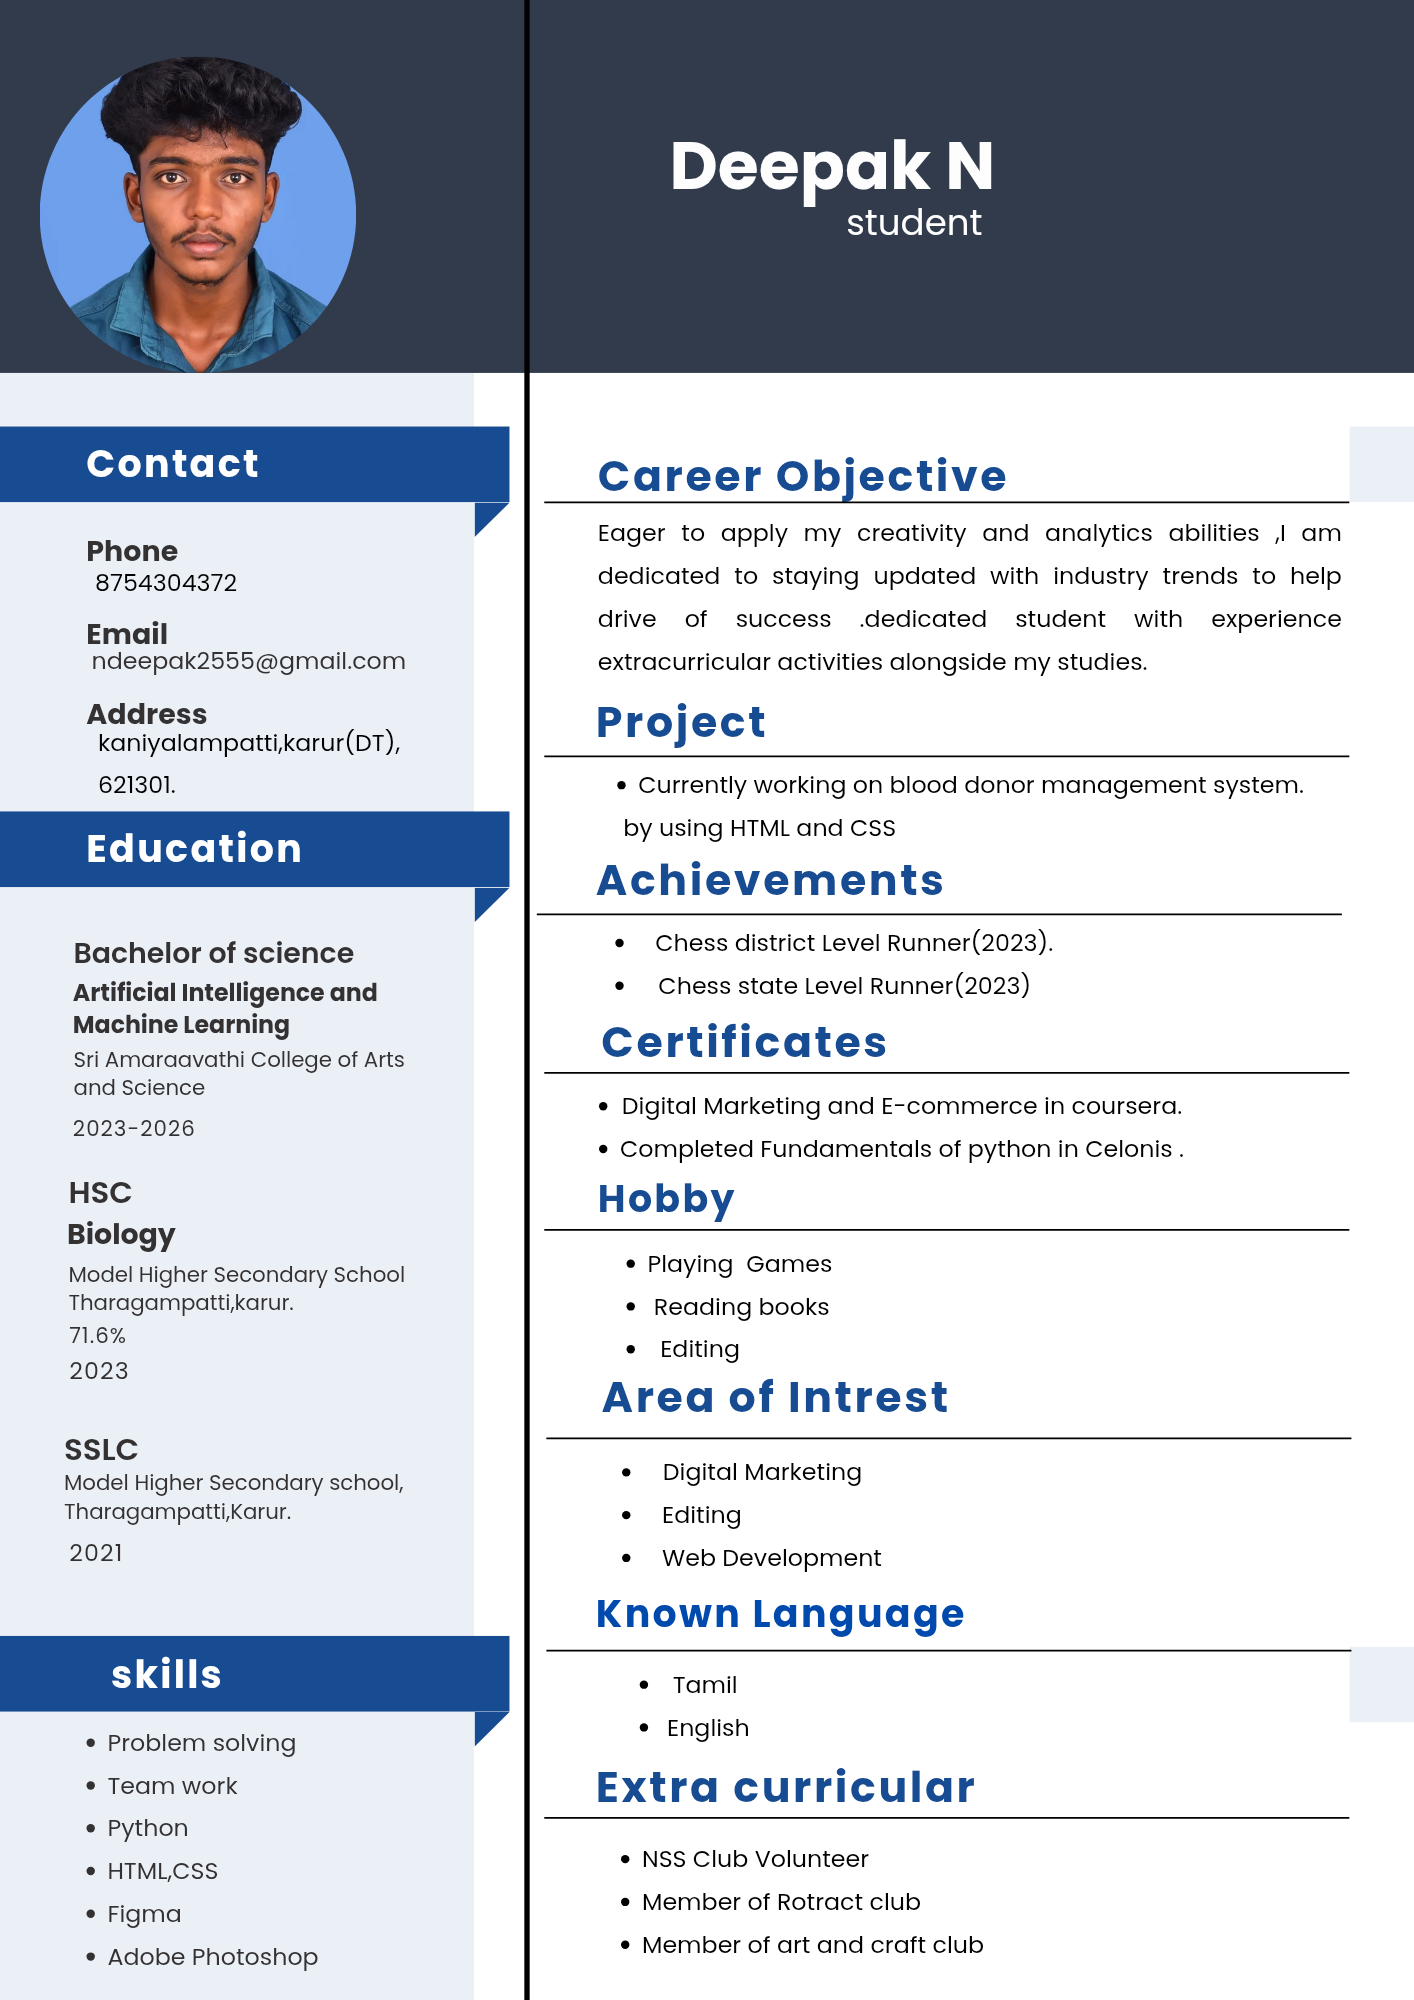 Deepak N
student
Contact
Phone
8754304372
Email
ndeepak2555@gmail.com
Address
kaniyalampatti,karur(DT),
621301.
Education
Bachelor of science
Artificial Intelligence and
Machine Learning
Sri Amaraavathi College of Arts
and Science
2023-2026
HSC
Biology
Model Higher Secondary School
Tharagampatti,karur.
71.6%
2023
SSLC
Model Higher Secondary school,
Tharagampatti,Karur.
2021
skills
• Problem solving
• Team work
• Python
• HTML,CSS
• Figma
• Adobe Photoshop
Career Objective
Eager to apply my creativity and analytics abilities ,I am
dedicated to staying updated with industry trends to help
drive of success .dedicated student with experience
extracurricular activities alongside my studies.
Project
• Currently working on blood donor management system.
by using HTML and CSS
Achievements
• Chess district Level Runner(2023).
• Chess state Level Runner(2023)
Certificates
• Digital Marketing and E-commerce in coursera.
• Completed Fundamentals of python in Celonis .
Hobby
• Playing Games
• Reading books
• Editing
Area of Intrest
• Digital Marketing
• Editing
• Web Development
Known Language
• Tamil
• English
Extra curricular
• NSS Club Volunteer
• Member of Rotract club
• Member of art and craft club